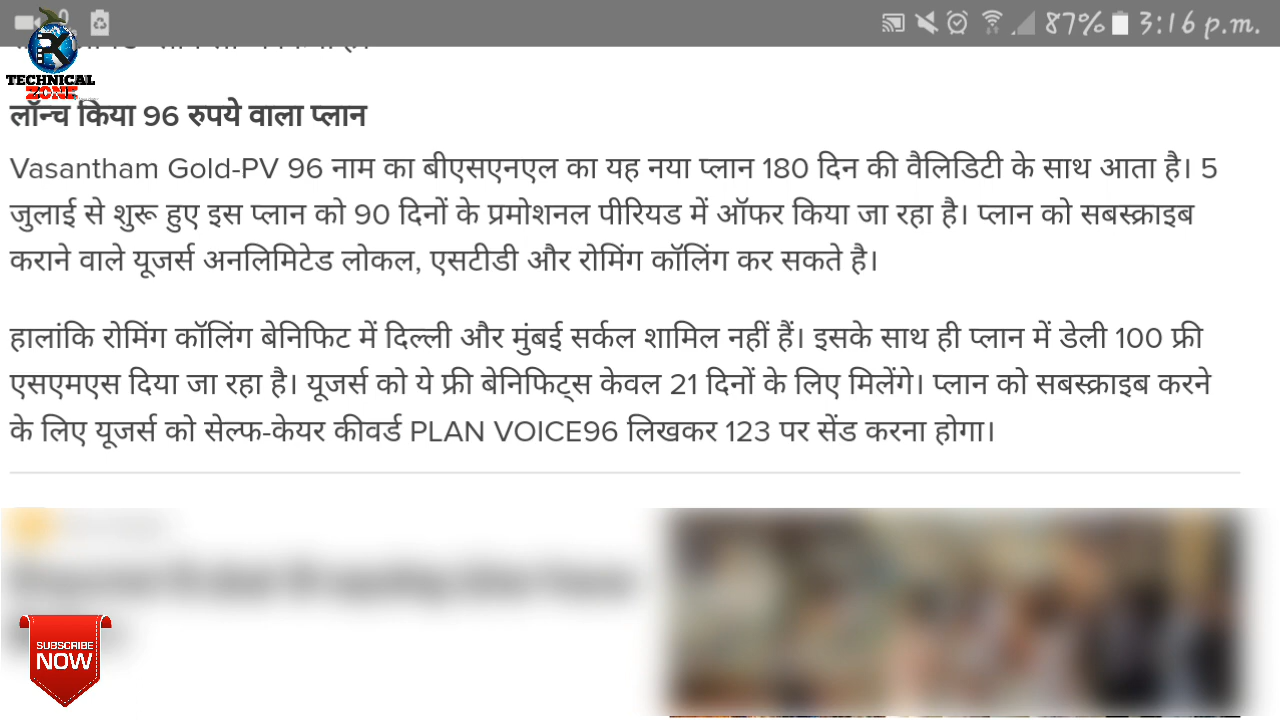 87% 3:16 p.m.
TECHNICAL
ZONE
लॉन्च किया 96 रुपये वाला प्लान
Vasantham Gold-PV 96 नाम का बीएसएनएल का यह नया प्लान 180 दिन की वैलिडिटी के साथ आता है। 5
जुलाई से शुरू हुए इस प्लान को 90 दिनों के प्रमोशनल पीरियड में ऑफर किया जा रहा है। प्लान को सबस्क्राइब
कराने वाले यूजर्स अनलिमिटेड लोकल, एसटीडी और रोमिंग कॉलिंग कर सकते है।
हालांकि रोमिंग कॉलिंग बेनिफिट में दिल्ली और मुंबई सर्कल शामिल नहीं हैं। इसके साथ ही प्लान में डेली 100 फ्री
एसएमएस दिया जा रहा है। यूजर्स को ये फ्री बेनिफिट्स केवल 21 दिनों के लिए मिलेंगे। प्लान को सबस्क्राइब करने
के लिए यूजर्स को सेल्फ-केयर कीवर्ड PLAN VOICE96 लिखकर 123 पर सेंड करना होगा।
SUBSCRIBE
NOW